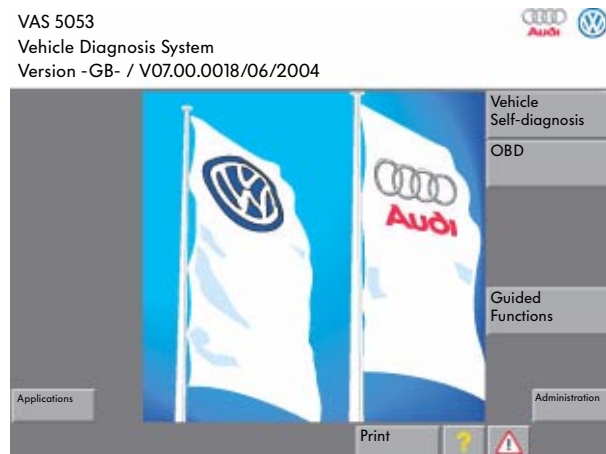 VAS 5053
Vehicle Diagnosis System
Version -GB- / V07.00.0018/06/2004
Audi
Vehicle
Self-diagnosis
OBD
Audi
Guided
Functions
Applications
Administration
Print
?